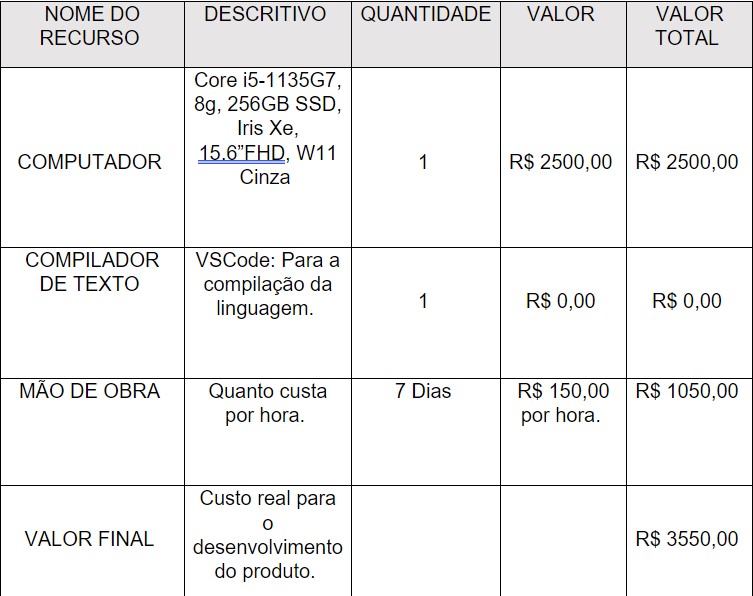 NOME DO
RECURSO
DESCRITIVO
QUANTIDADE
VALOR
VALOR
TOTAL
COMPUTADOR
Core i5-1135G7,
8g, 256GB SSD,
Iris Xe,
15.6”FHD, W11
Cinza
1
R$ 2500,00
R$ 2500,00
COMPILADOR
DE TEXTO
VSCode: Para a
compilação da
linguagem.
1
R$ 0,00
R$ 0,00
MÃO DE OBRA
Quanto custa
por hora.
7 Dias
R$ 150,00
por hora.
R$ 1050,00
VALOR FINAL
Custo real para
o
desenvolvimento
do produto.
R$ 3550,00